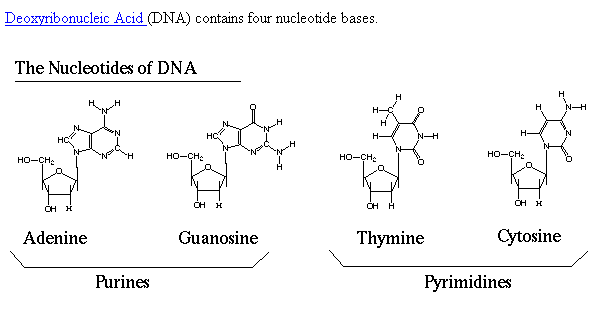 Deoxyribonucleic Acid (DNA) contains four nucleotide bases.
The Nucleotides of DNA
H H
N
N N
HC
N N C H
HO—CH₂
O
OH H
O
N N H
HC
N N N—H
H
HO—CH₂
O
OH H
H
H—C O
H
H N—H
N O
HO—CH₂
O
OH H
H
N—H
H
N
H N O
HO—CH₂
O
OH H
Adenine Guanosine Thymine Cytosine
Purines Pyrimidines